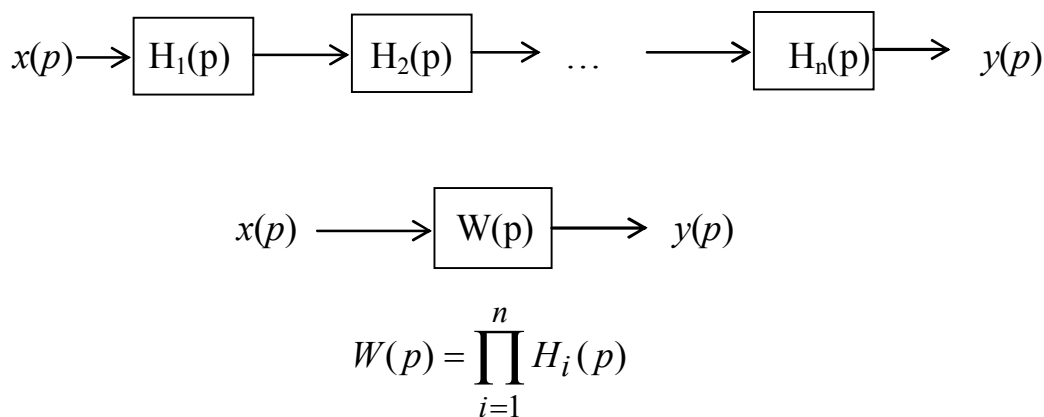 x(p) H₁(p) H₂(p) … Hₙ(p) y(p)
x(p) W(p) y(p)
W(p) = ∏ᵢ₌₁ⁿ Hᵢ(p)